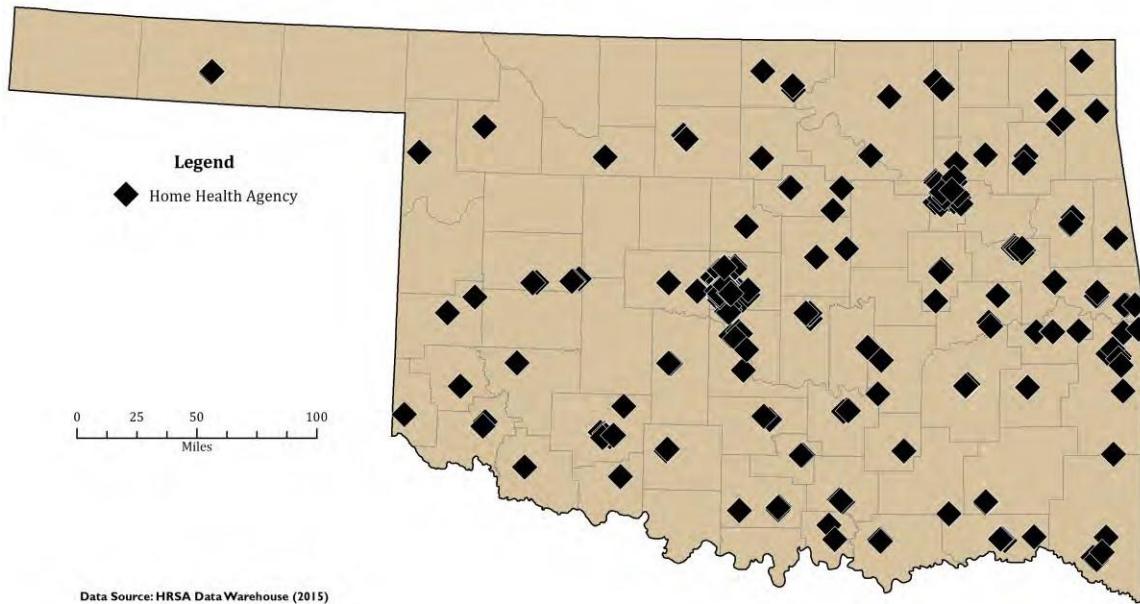 Legend
Home Health Agency
0 25 50 100
Miles
Data Source: HRSA Data Warehouse (2015)